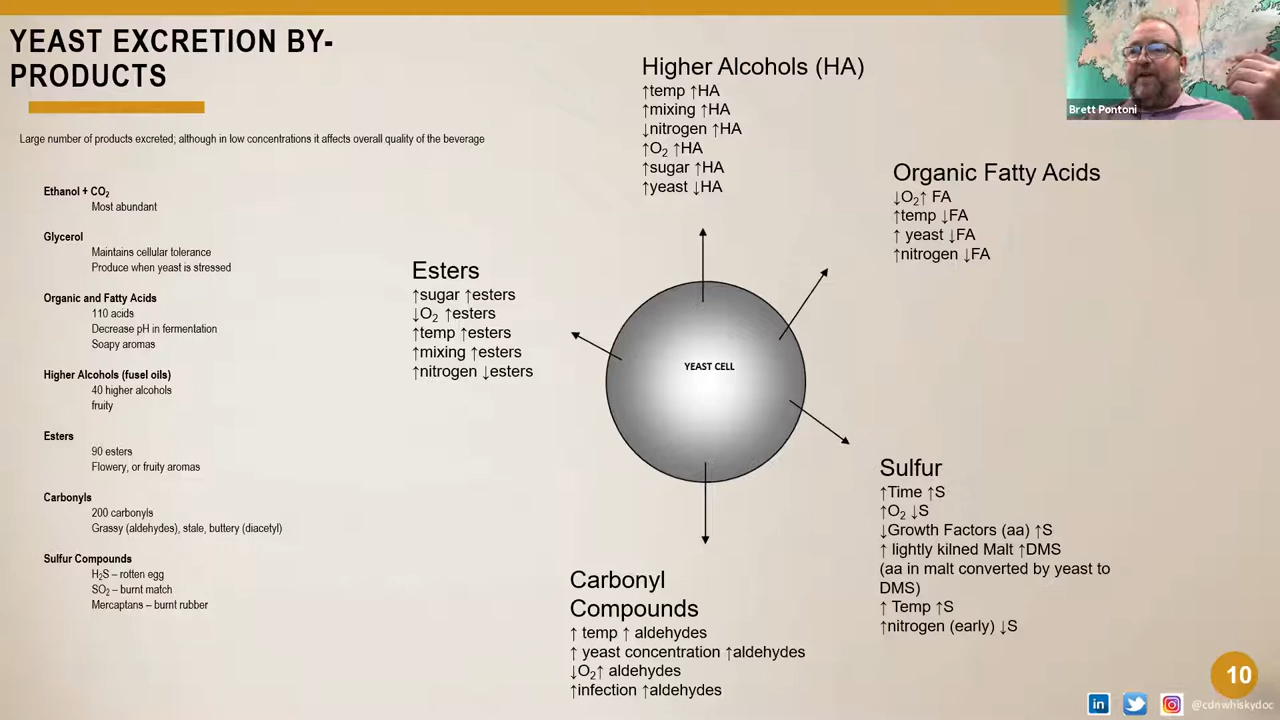 YEAST EXCRETION BY-
PRODUCTS
Large number of products excreted; although in low concentrations it affects overall quality of the beverage
Ethanol + CO₂
Most abundant
Glycerol
Maintains cellular tolerance
Produce when yeast is stressed
Organic and Fatty Acids
110 acids
Decrease pH in fermentation
Soapy aromas
Higher Alcohols (fusel oils)
40 higher alcohols
fruity
Esters
90 esters
Flowery, or fruity aromas
Carbonyls
200 carbonyls
Grassy (aldehydes), stale, buttery (diacetyl)
Sulfur Compounds
H₂S – rotten egg
SO₂ – burnt match
Mercaptans – burnt rubber
Esters
↑sugar ↑esters
↓O₂ ↑esters
↑temp ↑esters
↑mixing ↑esters
↑nitrogen ↓esters
Higher Alcohols (HA)
↑temp ↑HA
↑mixing ↑HA
↓nitrogen ↑HA
↑O₂ ↑HA
↑sugar ↑HA
↑yeast ↓HA
YEAST CELL
Organic Fatty Acids
↓O₂↑ FA
↑temp ↓FA
↑ yeast ↓FA
↑nitrogen ↓FA
Sulfur
↑Time ↑S
↑O₂ ↓S
↓Growth Factors (aa) ↑S
↑ lightly kilned Malt ↑DMS
(aa in malt converted by yeast to
DMS)
↑ Temp ↑S
↑nitrogen (early) ↓S
Carbonyl
Compounds
↑ temp ↑ aldehydes
↑ yeast concentration ↑aldehydes
↓O₂↑ aldehydes
↑infection ↑aldehydes
Brett Pontoni
10
in
@cdnwhiskydoc